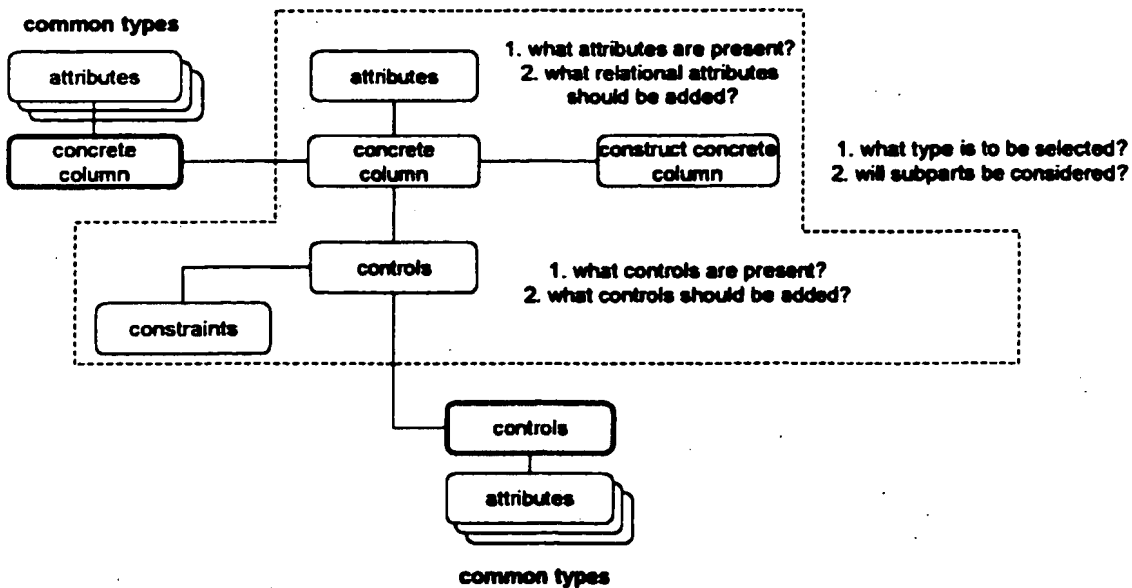 common types
attributes
concrete
column
attributes
concrete
column
construct concrete
column
1. what attributes are present?
2. what relational attributes
should be added?
1. what type is to be selected?
2. will subparts be considered?
controls
constraints
1. what controls are present?
2. what controls should be added?
controls
attributes
common types